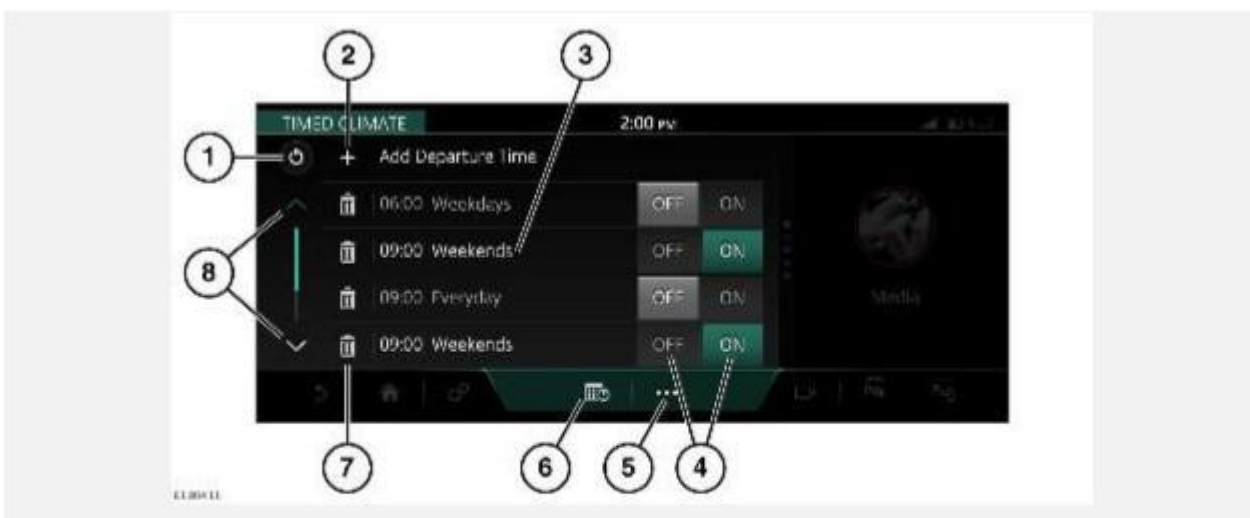 2
3
TIMED CLIMATE 2:00 PM
1
+ Add Departure Time
06:00 Weekdays OFF ON
8
09:00 Weekends OFF ON
09:00 Everyday OFF ON
Media
09:00 Weekends OFF ON
7
6
5
4